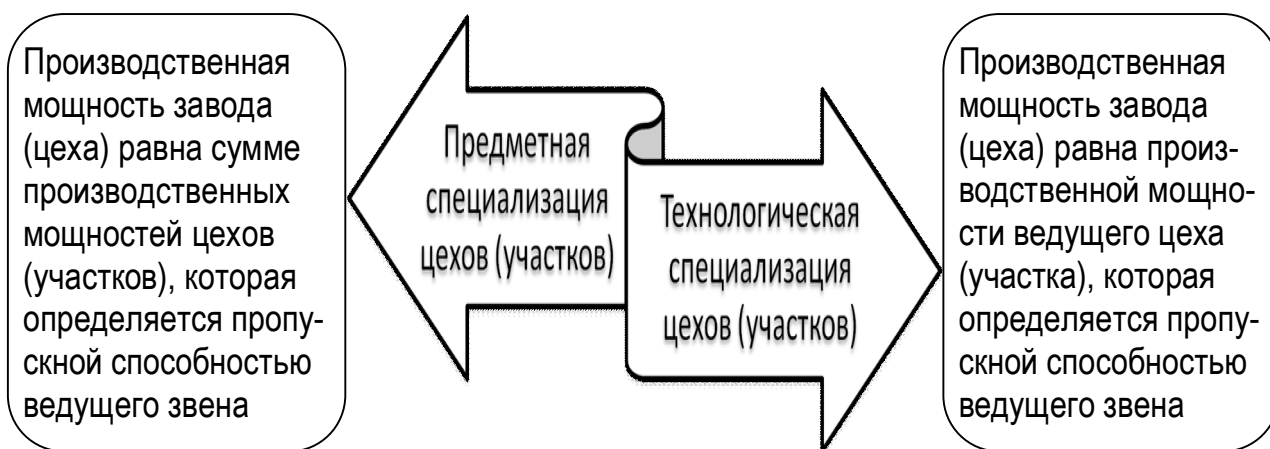 Производственная
мощность завода
(цеха) равна сумме
производственных
мощностей цехов
(участков), которая
определяется пропу-
скной способностью
ведущего звена
Предметная
специализация
цехов (участков)
Технологическая
специализация
цехов (участков)
Производственная
мощность завода
(цеха) равна произ-
водственной мощно-
сти ведущего цеха
(участка), которая
определяется пропу-
скной способностью
ведущего звена